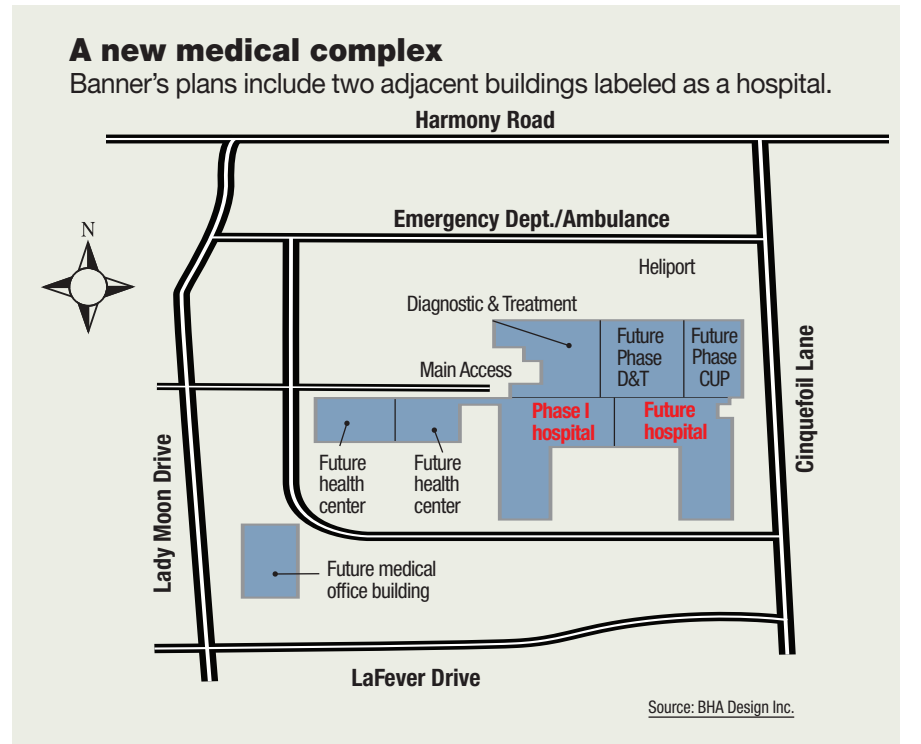 A new medical complex
Banner's plans include two adjacent buildings labeled as a hospital.
Harmony Road
Emergency Dept./Ambulance
N
Heliport
Diagnostic & Treatment
Future
Phase
D&T
Future
Phase
CUP
Main Access
Phase I
hospital
Future
hospital
Cinquefoil Lane
Lady Moon Drive
Future
health
center
Future
health
center
Future medical
office building
LaFever Drive
Source: BHA Design Inc.